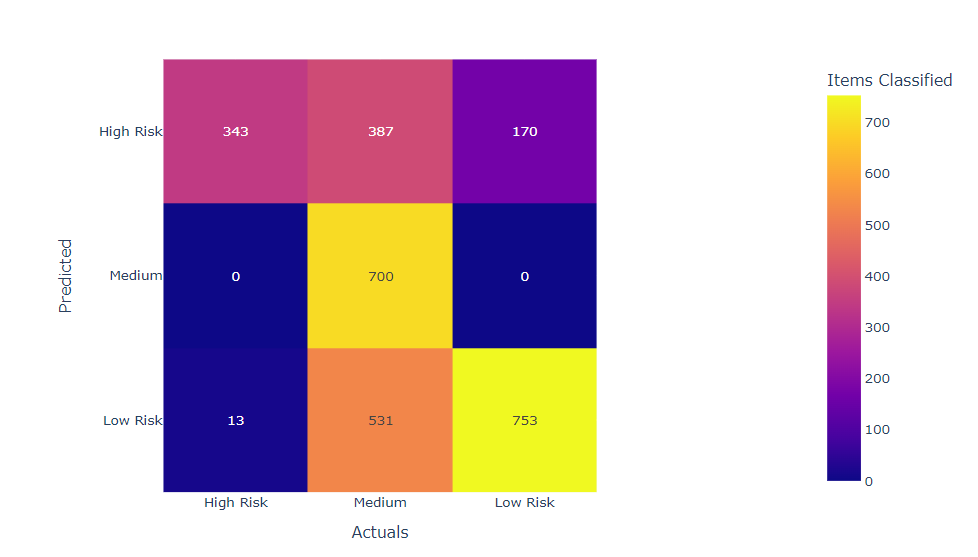 Items Classified
High Risk 343 387 170
Medium 0 700 0
Low Risk 13 531 753
High Risk Medium Low Risk
Actuals
Predicted
700
600
500
400
300
200
100
0